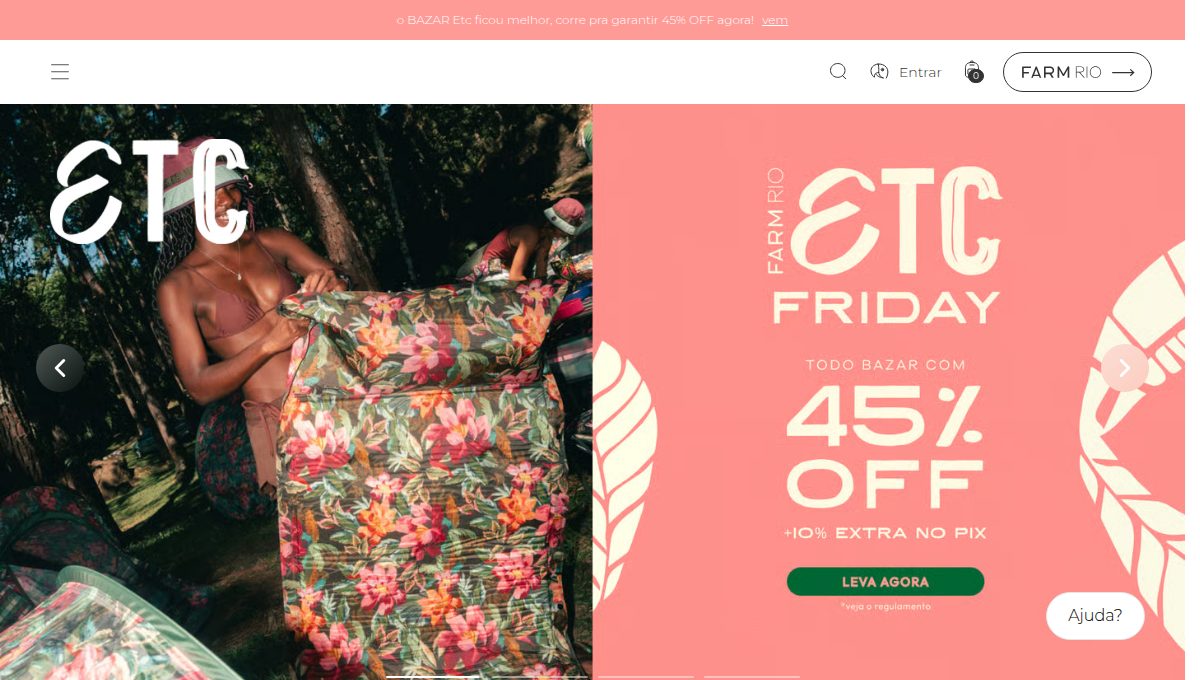 o BAZAR Etc ficou melhor, corre pra garantir 45% OFF agora! vem
Entrar
0
FARM RIO
ETC
FARM RIO
ETC
FRIDAY
TODO BAZAR COM
45%
OFF
+10% EXTRA NO PIX
LEVA AGORA
*veja o regulamento
Ajuda?